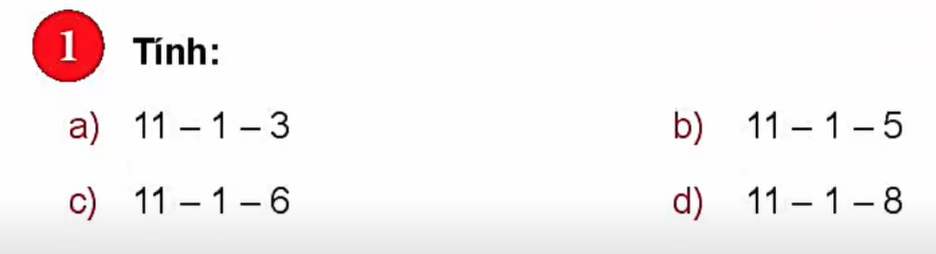 1 Tính:
a) 11 – 1 – 3 b) 11 – 1 – 5
c) 11 – 1 – 6 d) 11 – 1 – 8